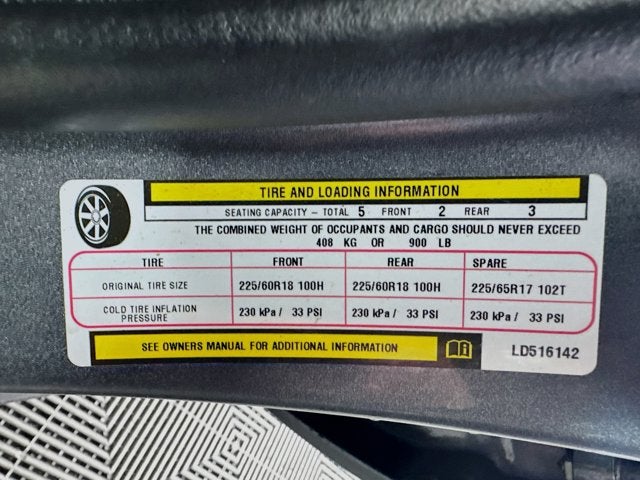 TIRE AND LOADING INFORMATION
SEATING CAPACITY – TOTAL 5 FRONT 2 REAR 3
THE COMBINED WEIGHT OF OCCUPANTS AND CARGO SHOULD NEVER EXCEED
408 KG OR 900 LB
TIRE FRONT REAR SPARE
ORIGINAL TIRE SIZE 225/60R18 100H 225/60R18 100H 225/65R17 102T
COLD TIRE INFLATION
PRESSURE 230 kPa / 33 PSI 230 kPa / 33 PSI 230 kPa / 33 PSI
SEE OWNERS MANUAL FOR ADDITIONAL INFORMATION LD516142